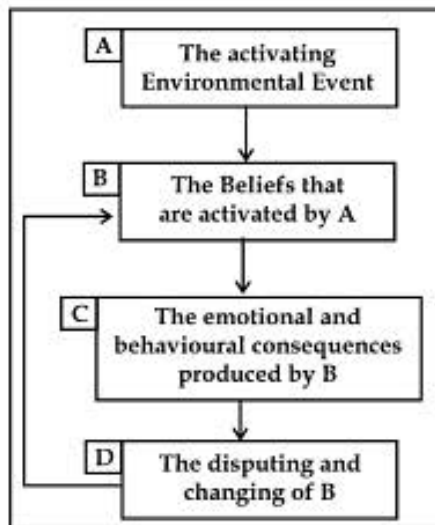 A
The activating
Environmental Event
B
The Beliefs that
are activated by A
C
The emotional and
behavioural consequences
produced by B
D
The disputing and
changing of B